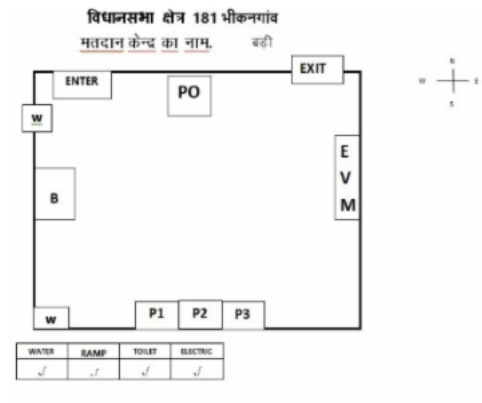 विधानसभा क्षेत्र 181 भीकनगांव
मतदान केन्द्र का नाम. बड़ी
ENTER
EXIT
PO
N
W E
S
w
E
V
M
B
w
P1 P2 P3
WATER RAMP TOILET ELECTRIC
√ √ √ √